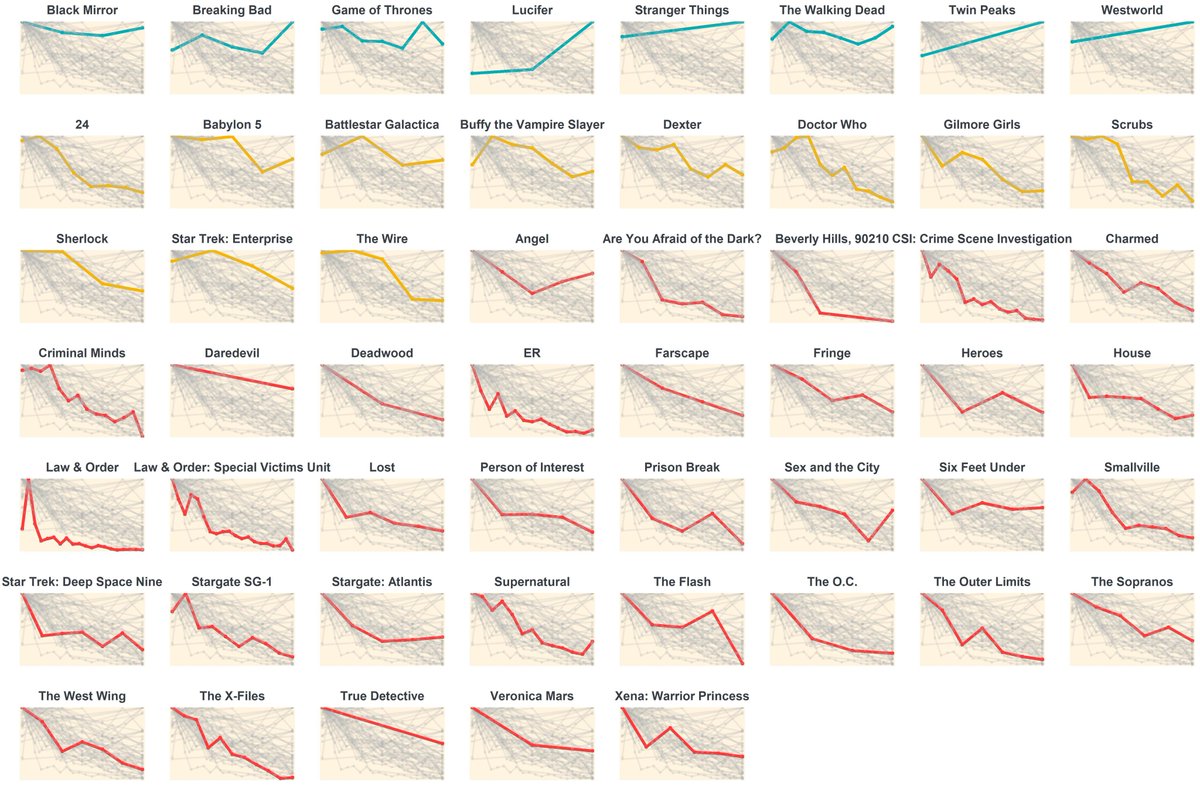 Black Mirror
Breaking Bad
Game of Thrones
Lucifer
Stranger Things
The Walking Dead
Twin Peaks
Westworld
24
Babylon 5
Battlestar Galactica
Buffy the Vampire Slayer
Dexter
Doctor Who
Gilmore Girls
Scrubs
Sherlock
Star Trek: Enterprise
The Wire
Angel
Are You Afraid of the Dark?
Beverly Hills, 90210
CSI: Crime Scene Investigation
Charmed
Criminal Minds
Daredevil
Deadwood
ER
Farscape
Fringe
Heroes
House
Law & Order
Law & Order: Special Victims Unit
Lost
Person of Interest
Prison Break
Sex and the City
Six Feet Under
Smallville
Star Trek: Deep Space Nine
Stargate SG-1
Stargate: Atlantis
Supernatural
The Flash
The O.C.
The Outer Limits
The Sopranos
The West Wing
The X-Files
True Detective
Veronica Mars
Xena: Warrior Princess